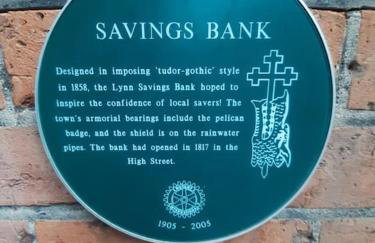 SAVINGS BANK
Designed in imposing 'tudor-gothic' style
in 1858, the Lynn Savings Bank hoped to
inspire the confidence of local savers! The
town's armorial bearings include the pelican
badge, and the shield is on the rainwater
pipes. The bank had opened in 1817 in the
High Street.
1905 - 2005